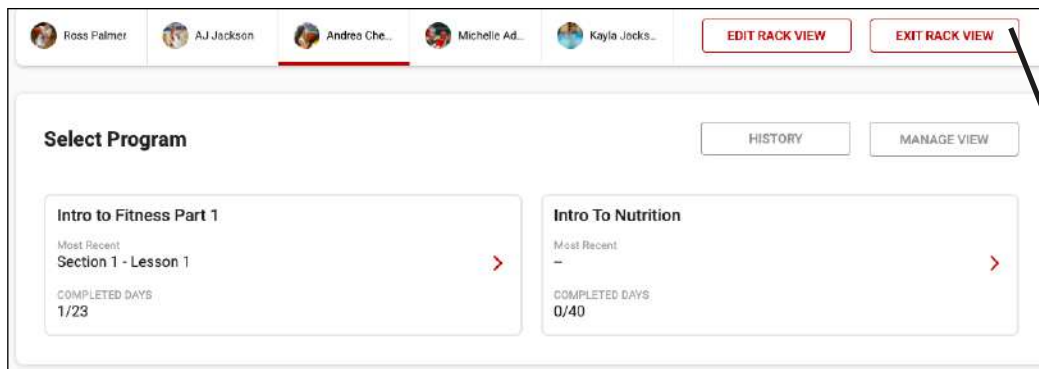 Ross Palmer AJ Jackson Andrea Che... Michelle Ad... Kayla Jacks... EDIT RACK VIEW EXIT RACK VIEW
Select Program HISTORY MANAGE VIEW
Intro to Fitness Part 1
Most Recent
Section 1 - Lesson 1
COMPLETED DAYS
1/23
Intro To Nutrition
Most Recent
–
COMPLETED DAYS
0/40